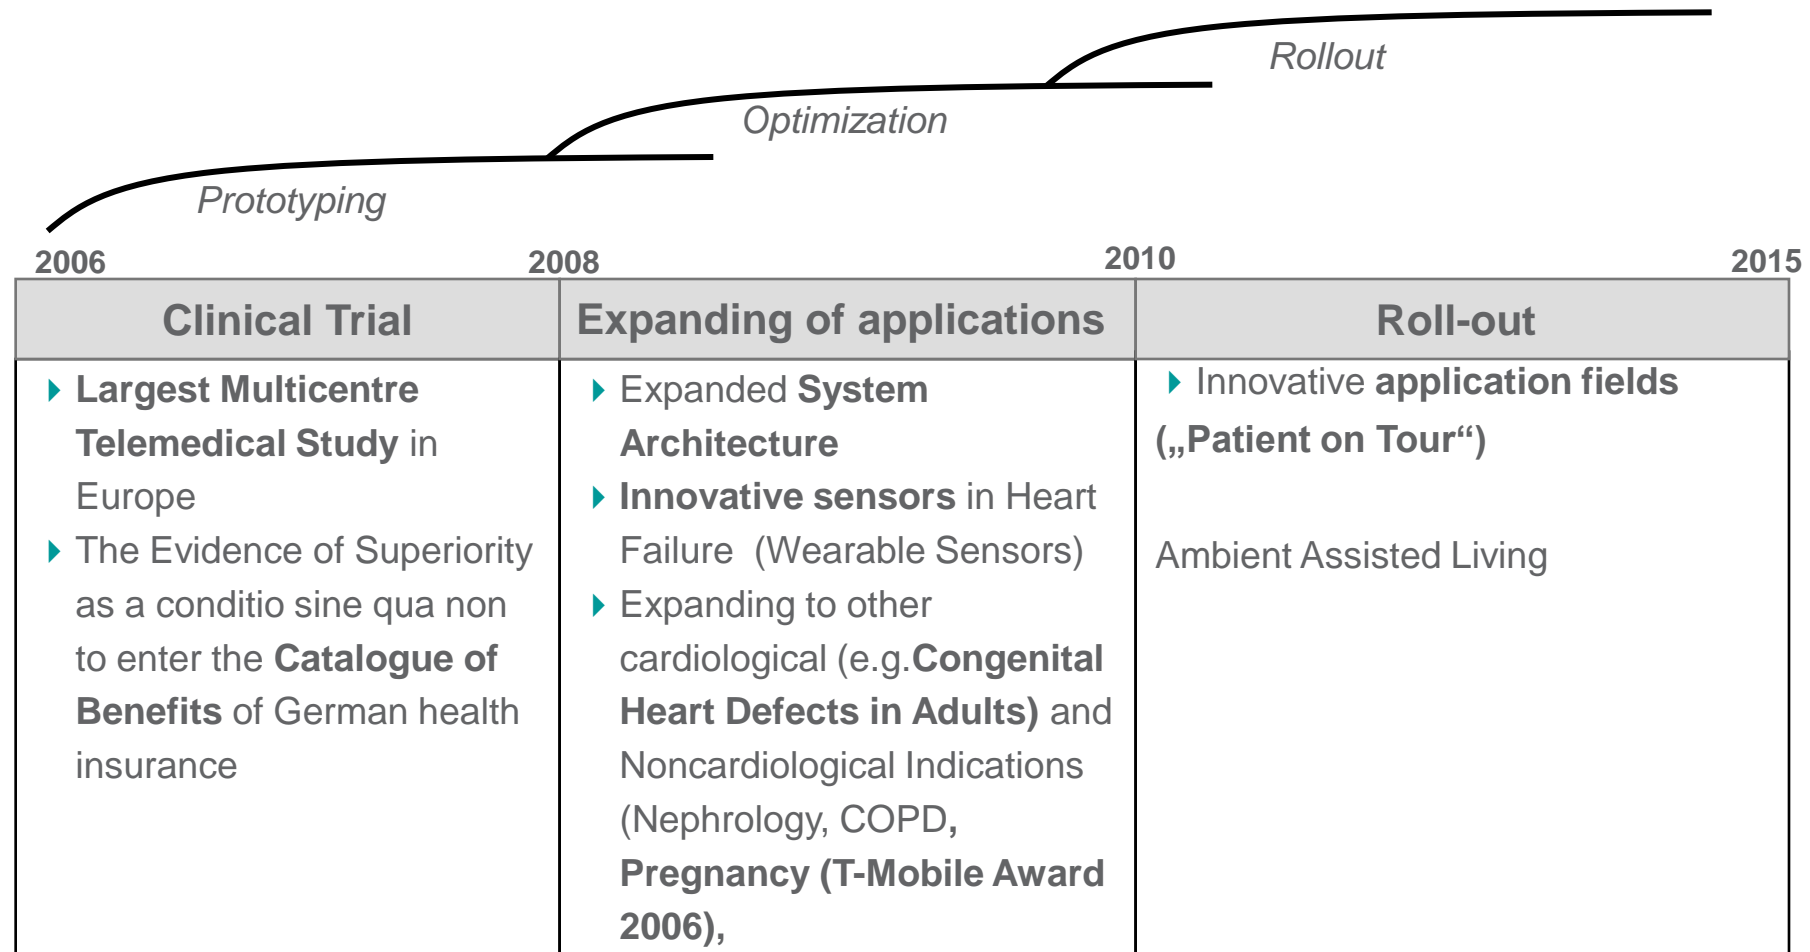 Rollout
Optimization
Prototyping
2006
2008
2010
2015
Clinical Trial
Expanding of applications
Roll-out
Largest Multicentre
Telemedical Study in
Europe
The Evidence of Superiority
as a conditio sine qua non
to enter the Catalogue of
Benefits of German health
insurance
Expanded System
Architecture
Innovative sensors in Heart
Failure (Wearable Sensors)
Expanding to other
cardiological (e.g.Congenital
Heart Defects in Adults) and
Noncardiological Indications
(Nephrology, COPD,
Pregnancy (T-Mobile Award
2006),
Innovative application fields
(„Patient on Tour“)
Ambient Assisted Living